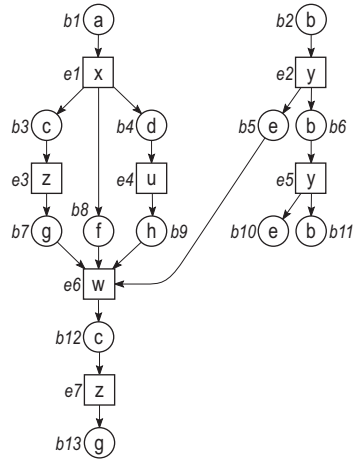 b1 a b2 b
e1 x e2 y
b3 c b4 d b5 e b b6
e3 z e4 u e5 y
b8
b7 g f h b9 b10 e b b11
e6 w
b12 c
e7 z
b13 g